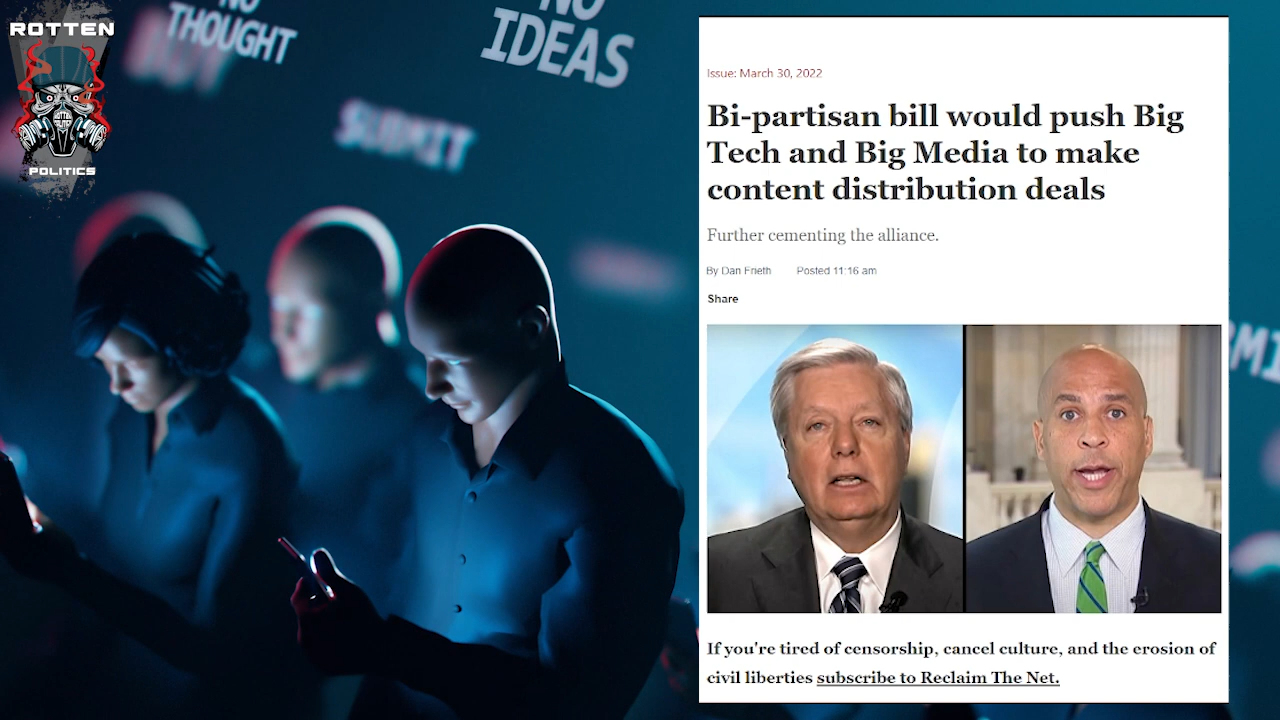 ROTTEN
POLITICS
NO
THOUGHT
NO
IDEAS
SUBMIT
Issue: March 30, 2022
Bi-partisan bill would push Big
Tech and Big Media to make
content distribution deals
Further cementing the alliance.
By Dan Frieth Posted 11:16 am
Share
If you're tired of censorship, cancel culture, and the erosion of
civil liberties subscribe to Reclaim The Net.